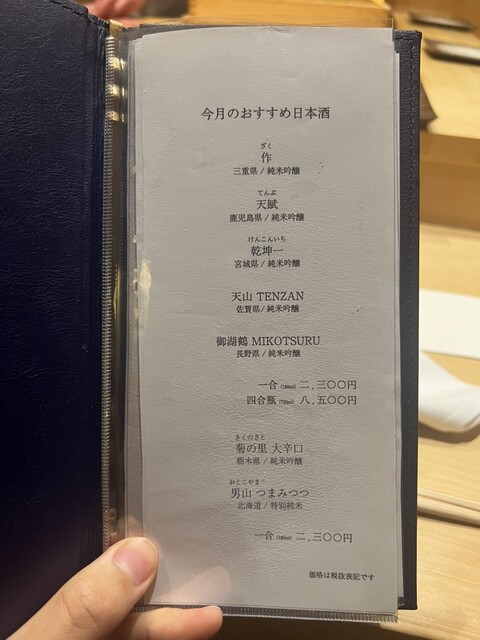 今月のおすすめ日本酒
ざく
作
三重県/純米吟醸
てんぶ
天賦
鹿児島県/純米吟醸
けんこんいち
乾坤一
宮城県/純米吟醸
天山 TENZAN
佐賀県/純米吟醸
御湖鶴 MIKOTSURU
長野県/純米吟醸
一合(180ml) 二,三〇〇円
四合瓶(720ml) 八,五〇〇円
きくのさと
菊の里 大辛口
栃木県/純米吟醸
おとこやま
男山 つまみつつ
北海道/特別純米
一合(180ml) 二,三〇〇円
価格は税抜表記です